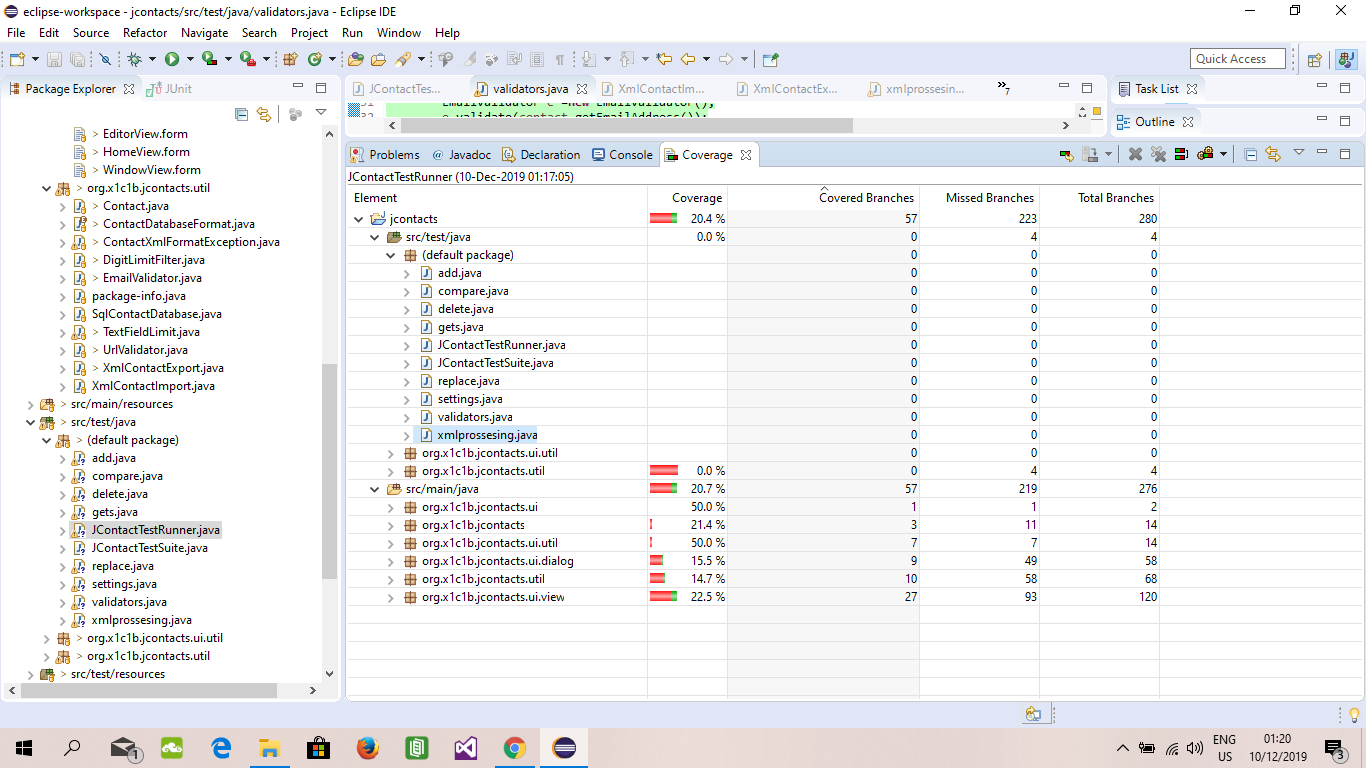 eclipse-workspace - jcontacts/src/test/java/validators.java - Eclipse IDE
File Edit Source Refactor Navigate Search Project Run Window Help
Quick Access
Package Explorer JUnit
JContactTes... validators.java XmlContactIm... XmlContactEx... xmlprossesin... »7
Task List
Outline
EmailValidator e =new EmailValidator();
32 e.validate(contact.getEmailAddress());
> EditorView.form
> HomeView.form
> WindowView.form
> org.x1c1b.jcontacts.util
> Contact.java
> ContactDatabaseFormat.java
> ContactXmlFormatException.java
> DigitLimitFilter.java
> EmailValidator.java
package-info.java
SqlContactDatabase.java
> TextFieldLimit.java
> UrlValidator.java
> XmlContactExport.java
XmlContactImport.java
> src/main/resources
> src/test/java
> (default package)
add.java
compare.java
delete.java
gets.java
JContactTestRunner.java
JContactTestSuite.java
replace.java
settings.java
validators.java
xmlprossesing.java
> org.x1c1b.jcontacts.ui.util
> org.x1c1b.jcontacts.util
> src/test/resources
Problems @ Javadoc Declaration Console Coverage
JContactTestRunner (10-Dec-2019 01:17:05)
Element Coverage Covered Branches Missed Branches Total Branches
jcontacts 20.4 % 57 223 280
src/test/java 0.0 % 0 4 4
(default package) 0 0 0
add.java 0 0 0
compare.java 0 0 0
delete.java 0 0 0
gets.java 0 0 0
JContactTestRunner.java 0 0 0
JContactTestSuite.java 0 0 0
replace.java 0 0 0
settings.java 0 0 0
validators.java 0 0 0
xmlprossesing.java 0 0 0
org.x1c1b.jcontacts.ui.util 0 0 0
org.x1c1b.jcontacts.util 0.0 % 0 4 4
src/main/java 20.7 % 57 219 276
org.x1c1b.jcontacts.ui 50.0 % 1 1 2
org.x1c1b.jcontacts 21.4 % 3 11 14
org.x1c1b.jcontacts.ui.util 50.0 % 7 7 14
org.x1c1b.jcontacts.ui.dialog 15.5 % 9 49 58
org.x1c1b.jcontacts.util 14.7 % 10 58 68
org.x1c1b.jcontacts.ui.view 22.5 % 27 93 120
1
ENG
US
01:20
10/12/2019
3